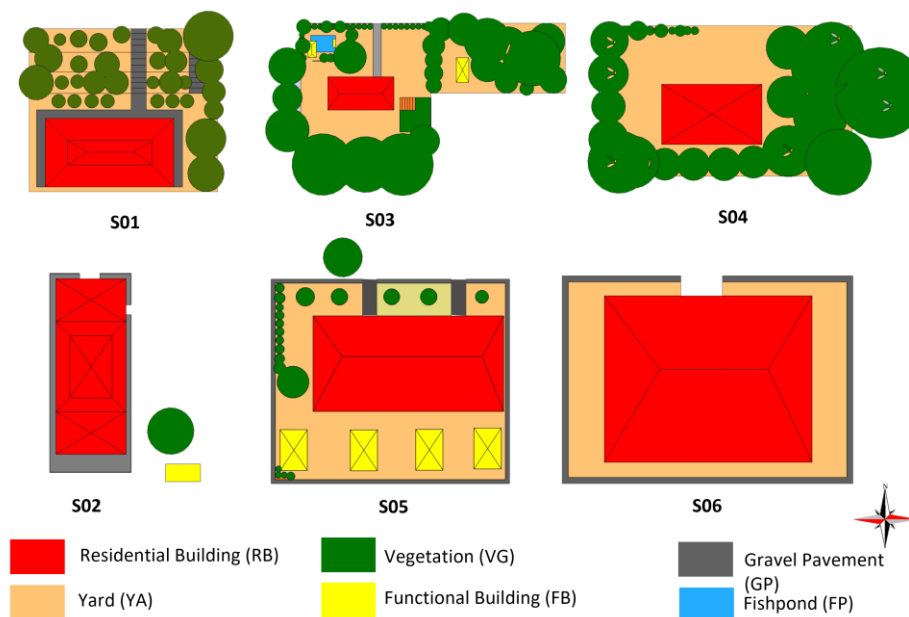 S01
S03
S04
N
S02
S05
S06
Residential Building (RB)
Vegetation (VG)
Gravel Pavement
(GP)
Yard (YA)
Functional Building (FB)
Fishpond (FP)